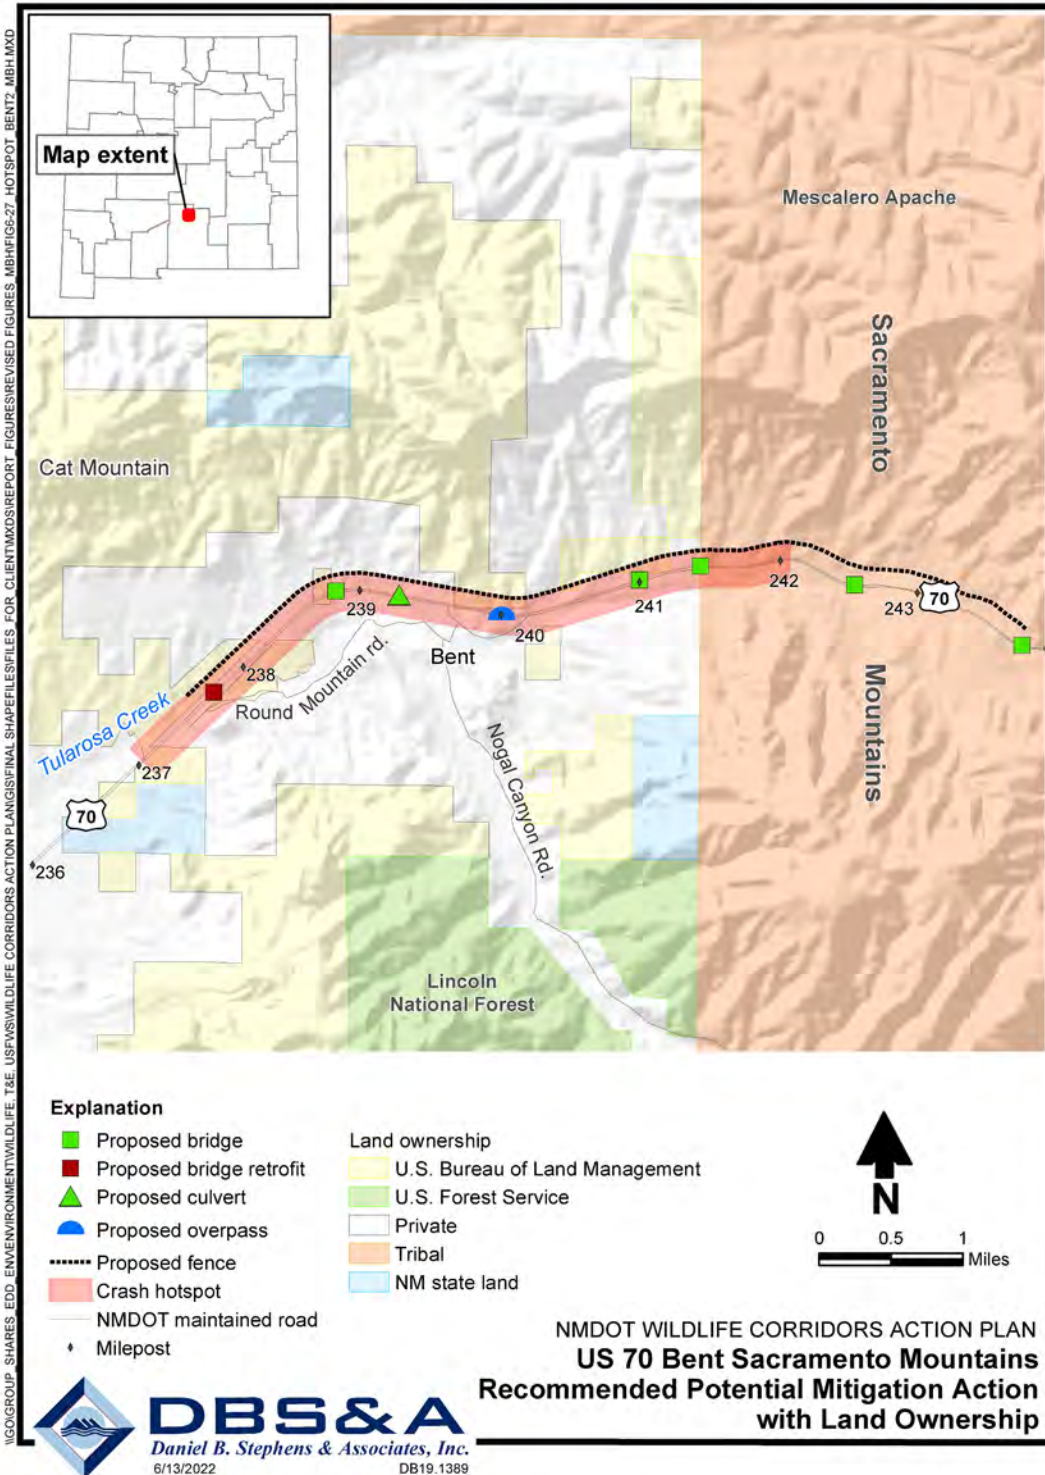 Map extent
Mescalero Apache
Sacramento
Mountains
Cat Mountain
239
240
241
242
243
70
238
Bent
Round Mountain rd.
Tularosa Creek
237
Nogal Canyon Rd.
70
236
Lincoln
National Forest
Explanation
Proposed bridge
Proposed bridge retrofit
Proposed culvert
Proposed overpass
Proposed fence
Crash hotspot
NMDOT maintained road
Milepost
Land ownership
U.S. Bureau of Land Management
U.S. Forest Service
Private
Tribal
NM state land
N
0 0.5 1
Miles
NMDOT WILDLIFE CORRIDORS ACTION PLAN
US 70 Bent Sacramento Mountains
Recommended Potential Mitigation Action
with Land Ownership
DBS&A
Daniel B. Stephens & Associates, Inc.
6/13/2022 DB19.1389